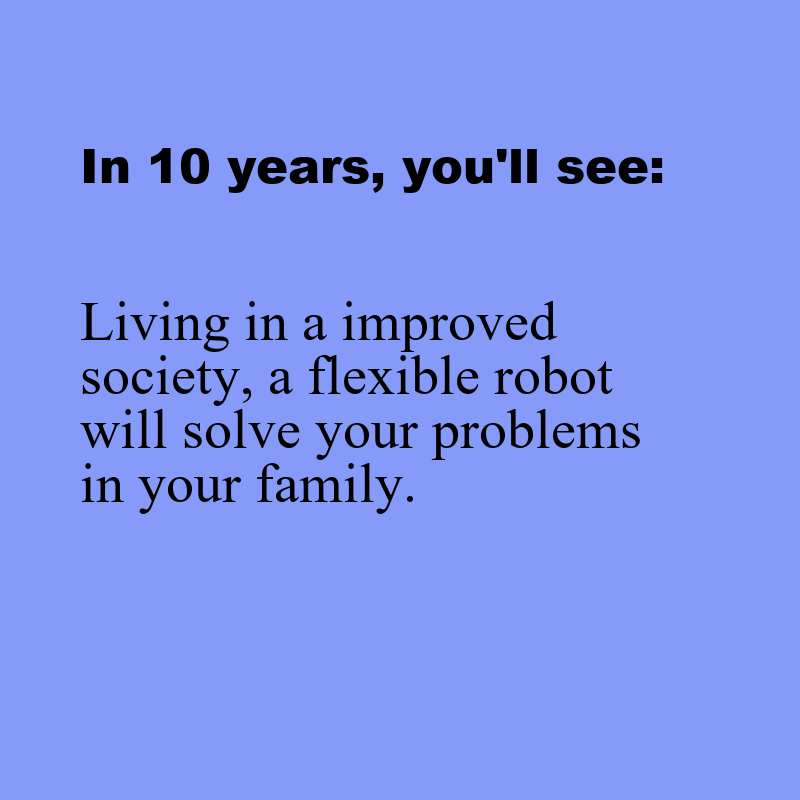 In 10 years, you'll see:
Living in a improved
society, a flexible robot
will solve your problems
in your family.